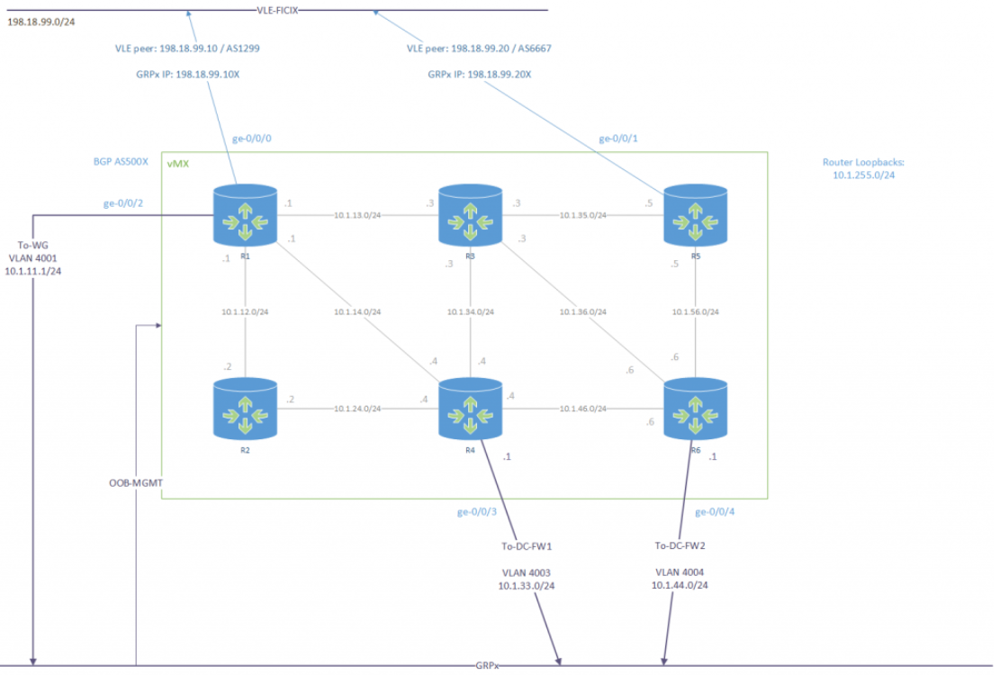 VLE-FICIX
198.18.99.0/24
VLE peer: 198.18.99.10 / AS1299
GRPx IP: 198.18.99.10X
VLE peer: 198.18.99.20 / AS6667
GRPx IP: 198.18.99.20X
ge-0/0/0
ge-0/0/1
BGP AS500X
vMX
Router Loopbacks:
10.1.255.0/24
ge-0/0/2
.1
10.1.13.0/24
.3
.3
10.1.35.0/24
.5
To-WG
VLAN 4001
10.1.11.1/24
.1
.1
R1
.3
R3
.3
.5
R5
10.1.12.0/24
10.1.14.0/24
10.1.34.0/24
10.1.36.0/24
10.1.56.0/24
.2
.4
.4
.6
.6
.2
10.1.24.0/24
.4
.4
10.1.46.0/24
.6
R2
R4
.1
R6
.1
OOB-MGMT
ge-0/0/3
ge-0/0/4
To-DC-FW1
VLAN 4003
10.1.33.0/24
To-DC-FW2
VLAN 4004
10.1.44.0/24
GRPx